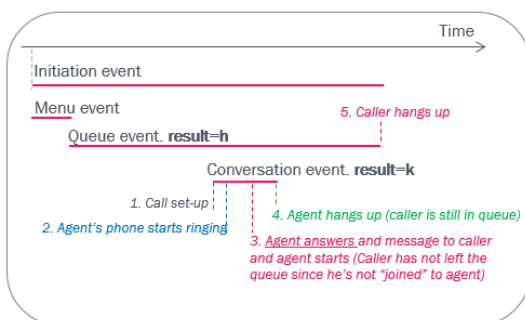 Time
Initiation event
Menu event
5. Caller hangs up
Queue event. result=h
Conversation event. result=k
1. Call set-up
4. Agent hangs up (caller is still in queue)
2. Agent's phone starts ringing
3. Agent answers and message to caller
and agent starts (Caller has not left the
queue since he's not “joined” to agent)